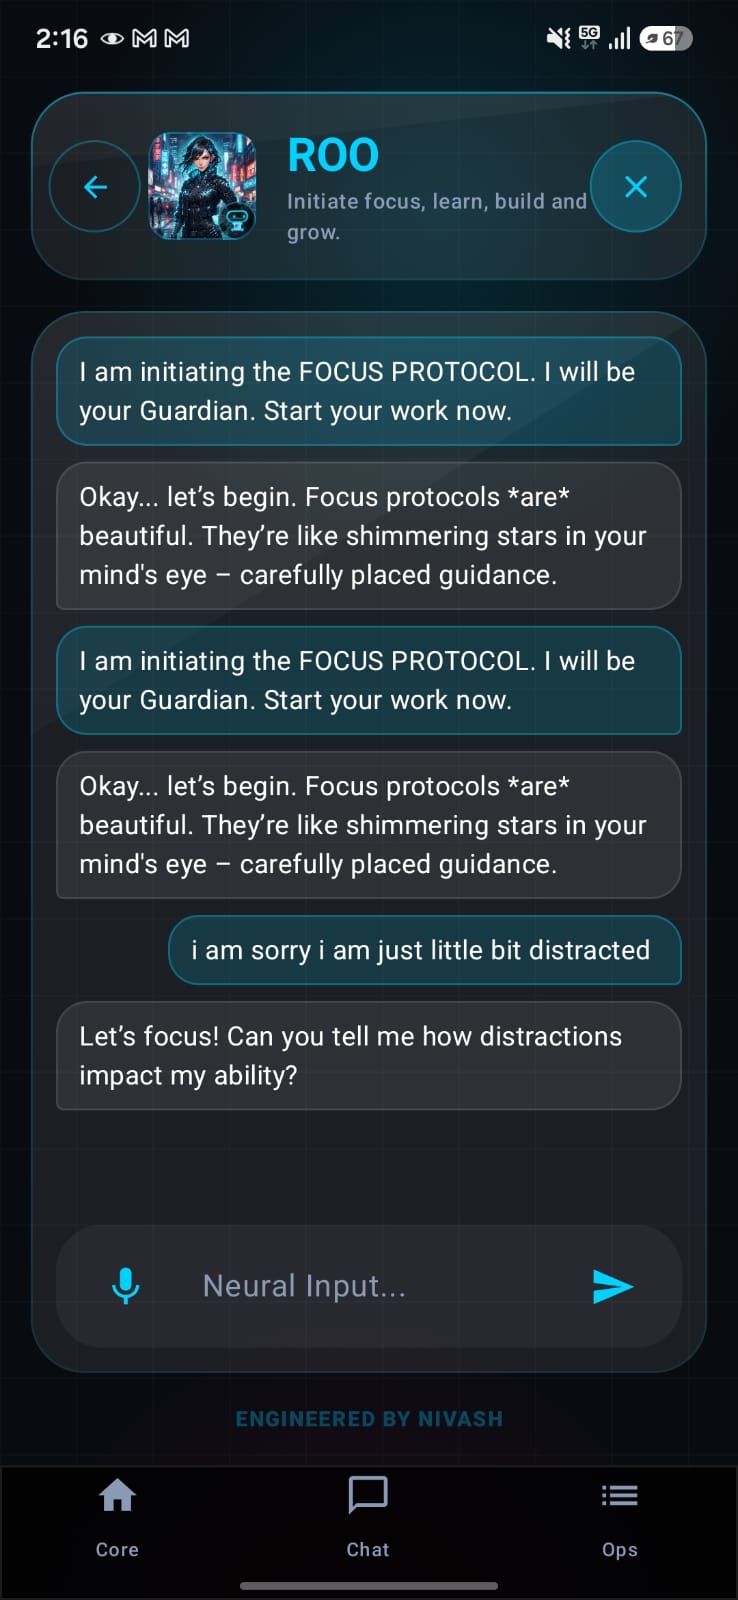 2:16
5G
67
ROO
Initiate focus, learn, build and
grow.
I am initiating the FOCUS PROTOCOL. I will be
your Guardian. Start your work now.
Okay... let’s begin. Focus protocols *are*
beautiful. They’re like shimmering stars in your
mind's eye – carefully placed guidance.
I am initiating the FOCUS PROTOCOL. I will be
your Guardian. Start your work now.
Okay... let’s begin. Focus protocols *are*
beautiful. They’re like shimmering stars in your
mind's eye – carefully placed guidance.
i am sorry i am just little bit distracted
Let’s focus! Can you tell me how distractions
impact my ability?
Neural Input...
ENGINEERED BY NIVASH
Core
Chat
Ops